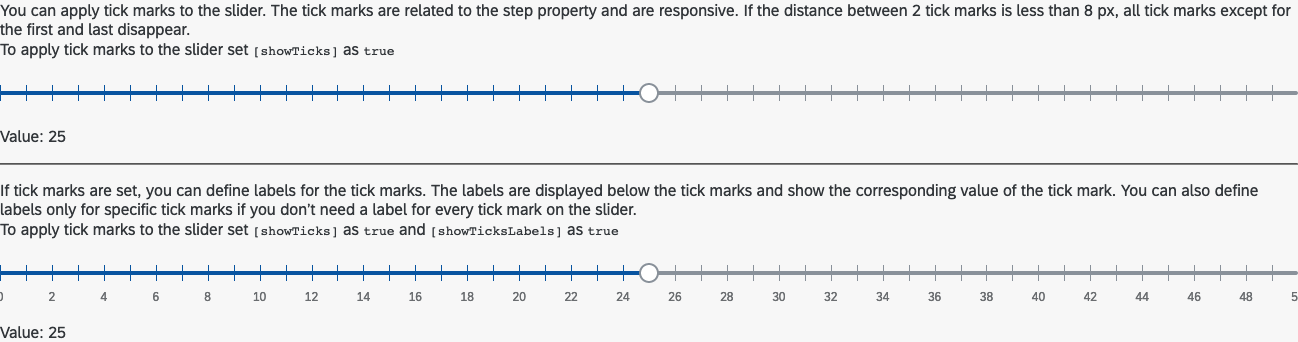 You can apply tick marks to the slider. The tick marks are related to the step property and are responsive. If the distance between 2 tick marks is less than 8 px, all tick marks except for
the first and last disappear.
To apply tick marks to the slider set [showTicks] as true
Value: 25
If tick marks are set, you can define labels for the tick marks. The labels are displayed below the tick marks and show the corresponding value of the tick mark. You can also define
labels only for specific tick marks if you don't need a label for every tick mark on the slider.
To apply tick marks to the slider set [showTicks] as true and [showTicksLabels] as true
2 4 6 8 10 12 14 16 18 20 22 24 26 28 30 32 34 36 38 40 42 44 46 48
Value: 25